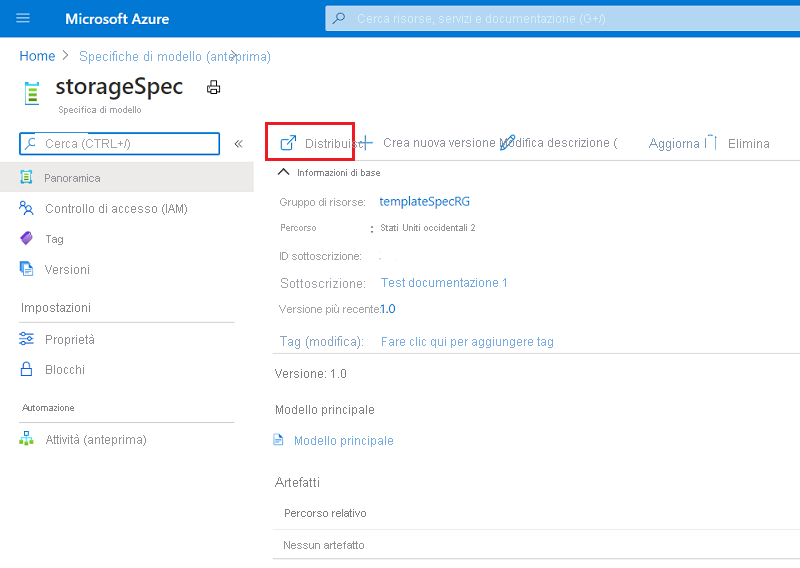 Microsoft Azure
Cerca risorse, servizi e documentazione (G+/)
Home > Specifiche di modello (anteprima) >
storageSpec
Specifica di modello
Cerca (CTRL+/)
«
Distribuis
Crea nuova versione
Modifica descrizione (
Aggiorna
Elimina
Panoramica
Controllo di accesso (IAM)
Tag
Versioni
Impostazioni
Proprietà
Blocchi
Automazione
Attività (anteprima)
Informazioni di base
Gruppo di risorse: templateSpecRG
Percorso : Stati Uniti occidentali 2
ID sottoscrizione:
Sottoscrizione: Test documentazione 1
Versione più recente: 1.0
Tag (modifica): Fare clic qui per aggiungere tag
Versione: 1.0
Modello principale
Modello principale
Artefatti
Percorso relativo
Nessun artefatto